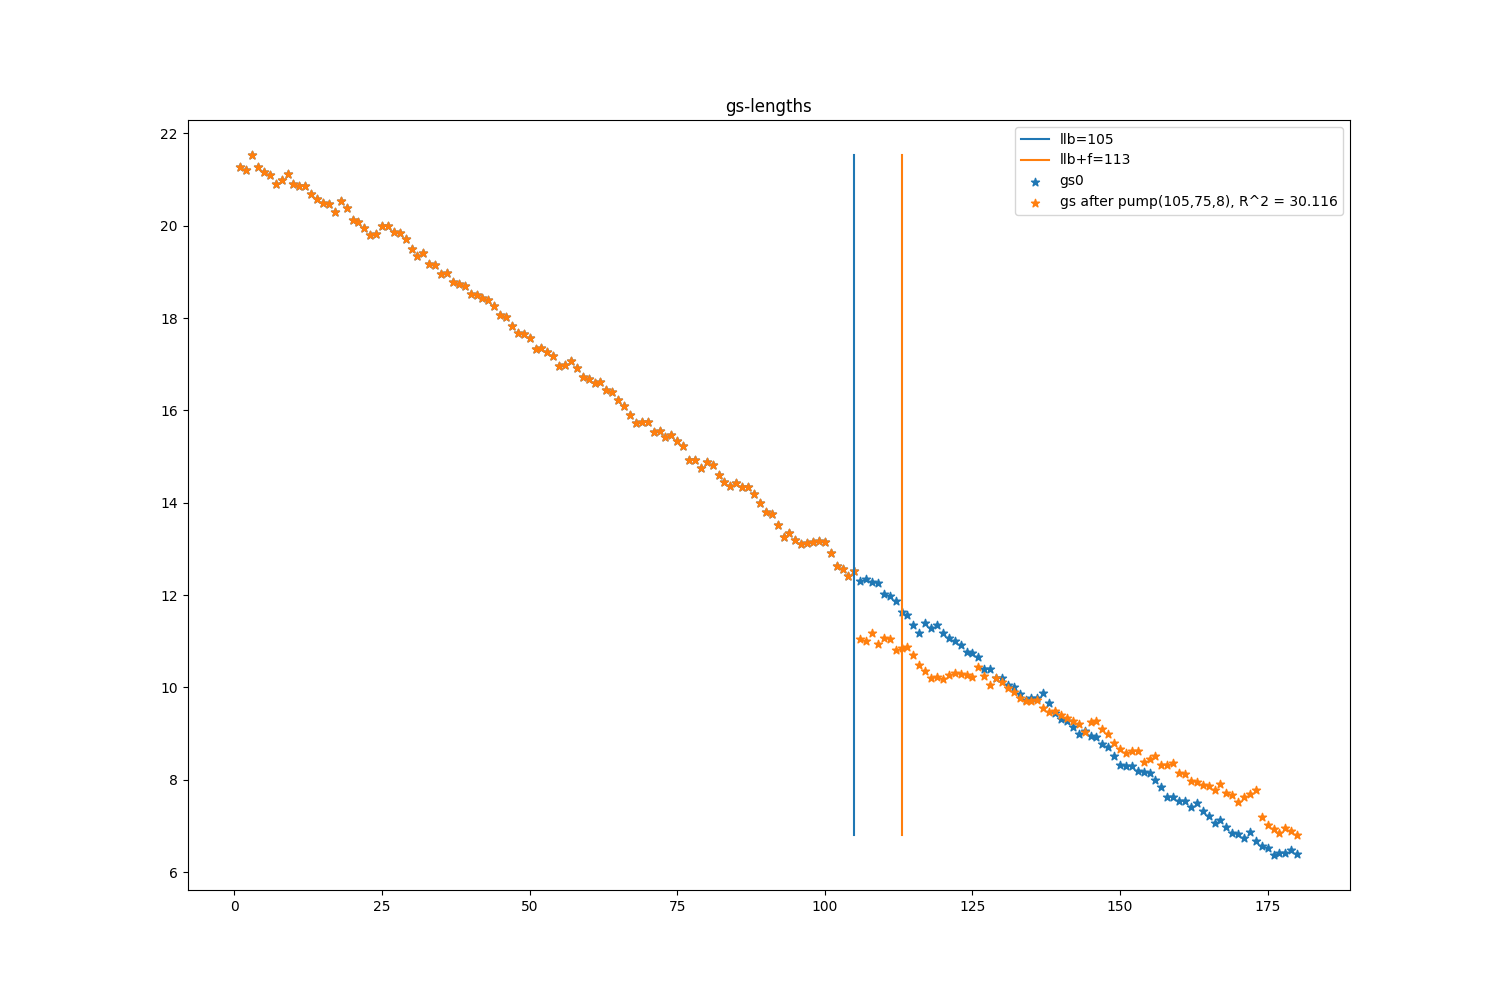 gs-lengths
llb=105
llb+f=113
gs0
gs after pump(105,75,8), R^2 = 30.116
22
20
18
16
14
12
10
8
6
0 25 50 75 100 125 150 175